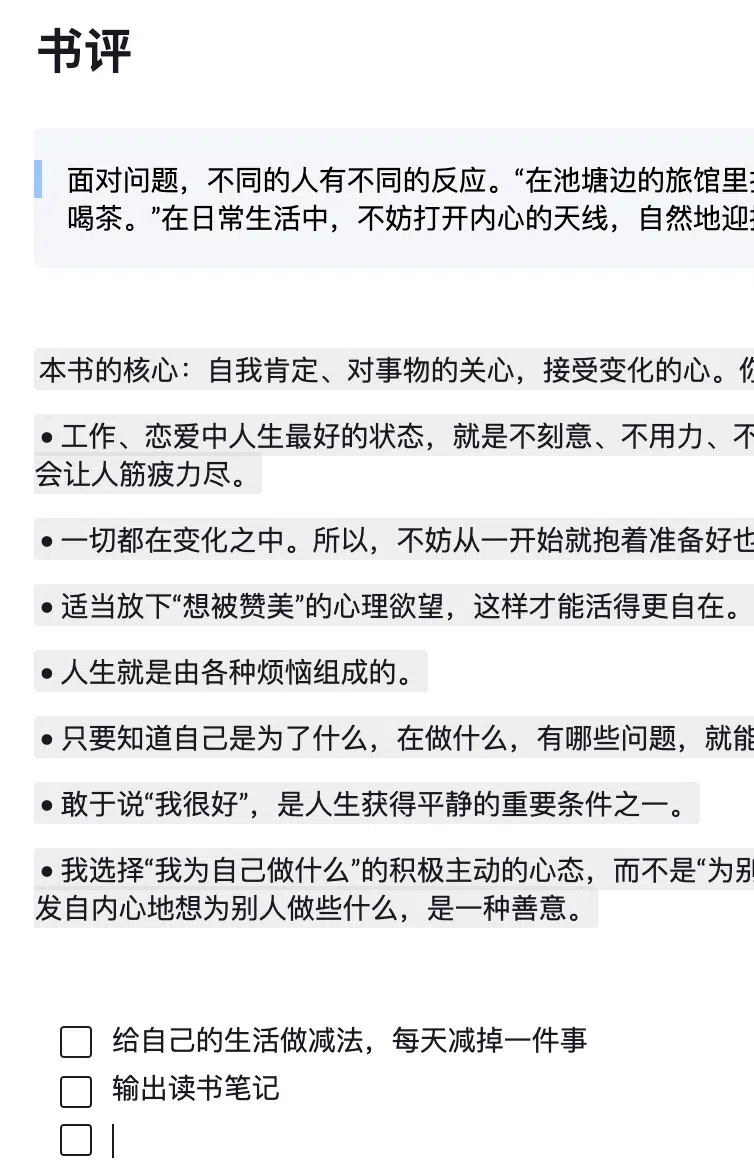 书评
面对问题，不同的人有不同的反应。“在池塘边的旅馆里
喝茶。”在日常生活中，不妨打开内心的天线，自然地迎
本书的核心：自我肯定、对事物的关心，接受变化的心。
• 工作、恋爱中人生最好的状态，就是不刻意、不用力、不
会让人筋疲力尽。
• 一切都在变化之中。所以，不妨从一开始就抱着准备好也
• 适当放下“想被赞美”的心理欲望，这样才能活得更自在。
• 人生就是由各种烦恼组成的。
• 只要知道自己是为了什么，在做什么，有哪些问题，就能
• 敢于说“我很好”，是人生获得平静的重要条件之一。
• 我选择“我为自己做什么”的积极主动的心态，而不是“为别
发自内心地想为别人做些什么，是一种善意。
给自己的生活做减法，每天减掉一件事
输出读书笔记